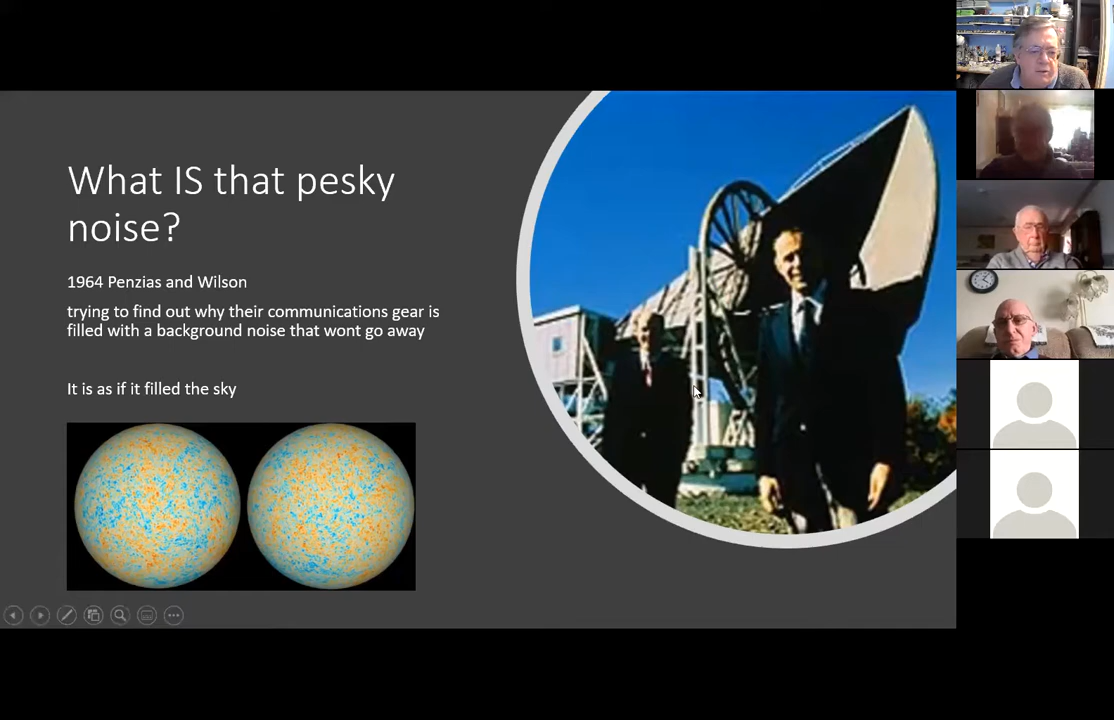 What IS that pesky
noise?
1964 Penzias and Wilson
trying to find out why their communications gear is
filled with a background noise that wont go away
It is as if it filled the sky